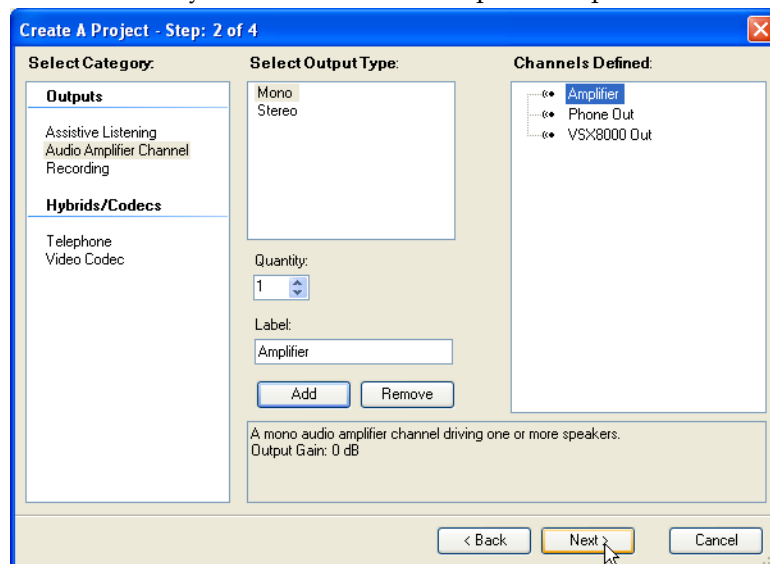 Create A Project - Step: 2 of 4
Select Category:
Outputs
Assistive Listening
Audio Amplifier Channel
Recording
Hybrids/Codecs
Telephone
Video Codec
Select Output Type:
Mono
Stereo
Quantity:
1
Label:
Amplifier
Add
Remove
Channels Defined:
Amplifier
Phone Out
VSX8000 Out
A mono audio amplifier channel driving one or more speakers.
Output Gain: 0 dB
< Back
Next >
Cancel